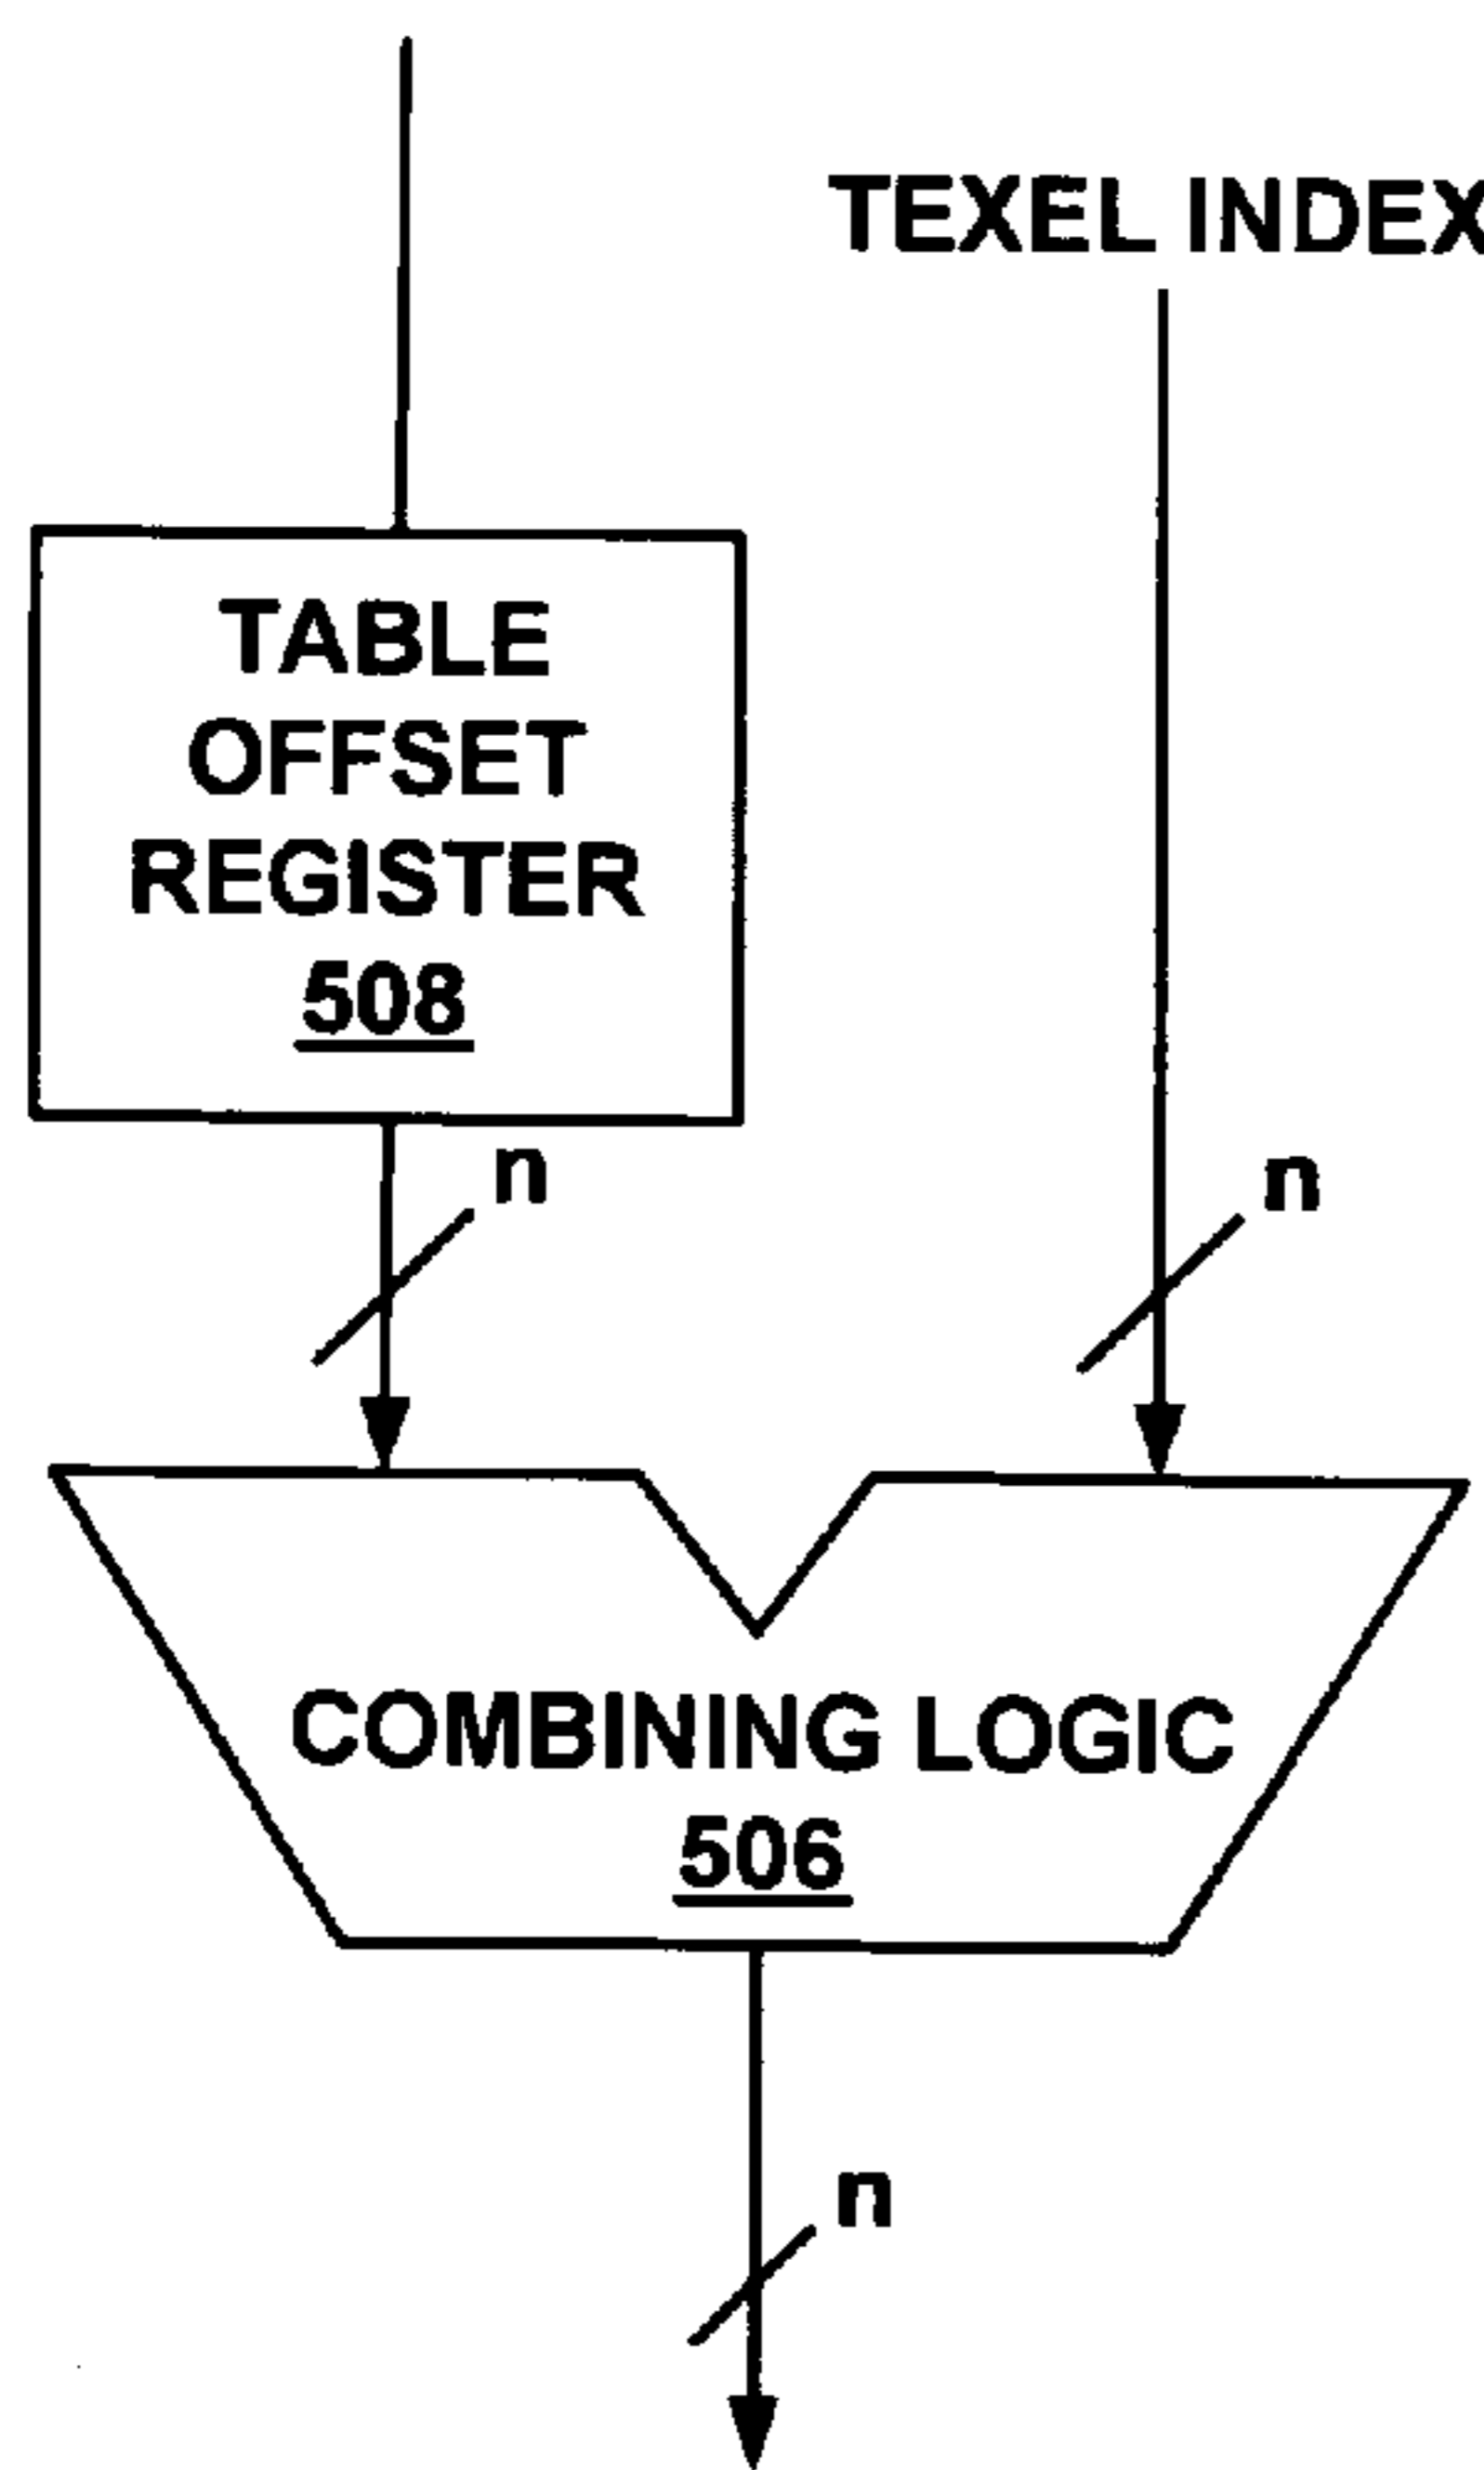 TEXEL INDEX
TABLE
OFFSET
REGISTER
508
n
n
COMBINING LOGIC
506
n